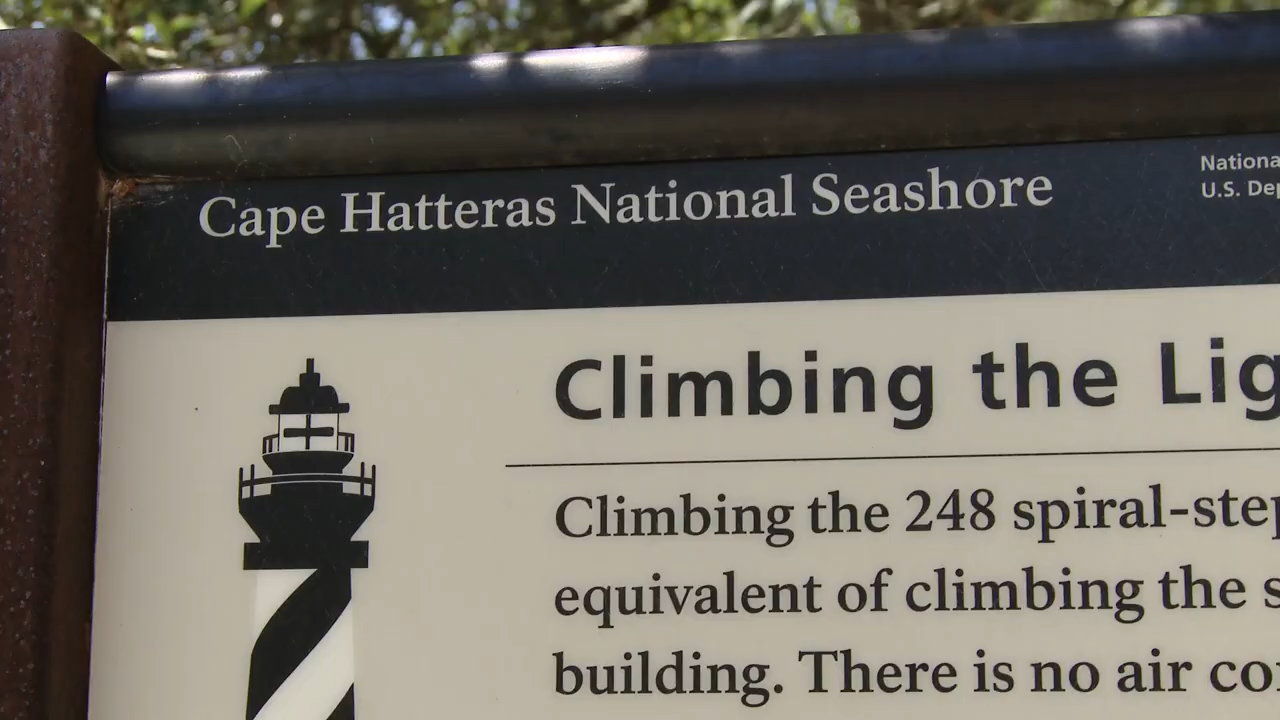 Cape Hatteras National Seashore
Nationa
U.S. Dep
Climbing the Lig
Climbing the 248 spiral-step
equivalent of climbing the s
building. There is no air con